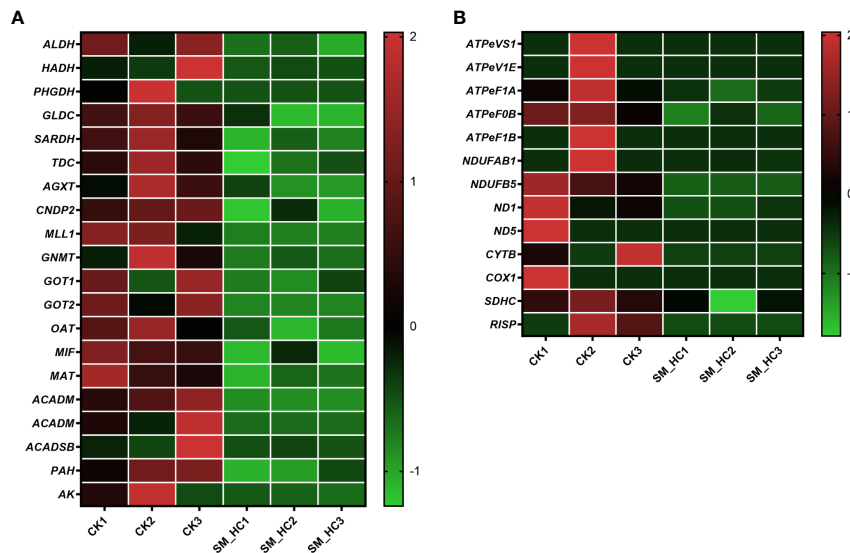 A
ALDH
HADH
PHGDH
GLDC
SARDH
TDC
AGXT
CNDP2
MLL1
GNMT
GOT1
GOT2
OAT
MIF
MAT
ACADM
ACADM
ACADSB
PAH
AK
CK1
CK2
CK3
SM_HC1
SM_HC2
SM_HC3
2
1
0
-1
B
ATPeVS1
ATPeV1E
ATPeF1A
ATPeF0B
ATPeF1B
NDUFAB1
NDUFB5
ND1
ND5
CYTB
COX1
SDHC
RISP
CK1
CK2
CK3
SM_HC1
SM_HC2
SM_HC3
0